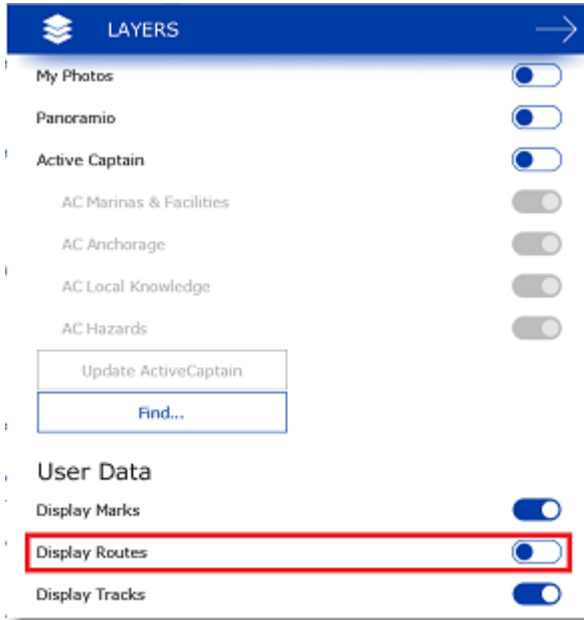 LAYERS
My Photos
Panoramio
Active Captain
AC Marinas & Facilities
AC Anchorage
AC Local Knowledge
AC Hazards
Update ActiveCaptain
Find...
User Data
Display Marks
Display Routes
Display Tracks